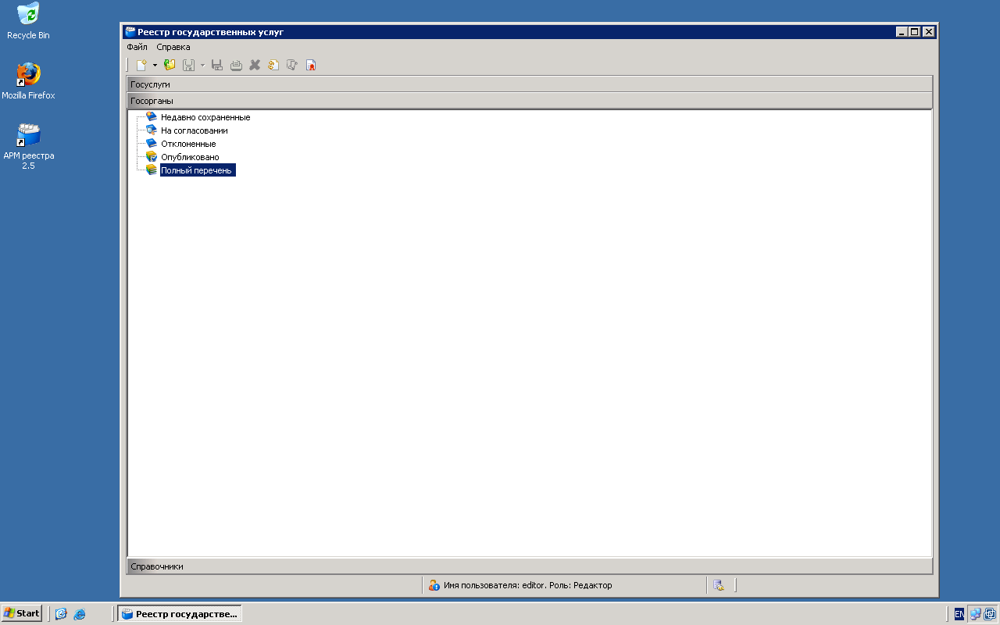 Recycle Bin
Mozilla Firefox
АРМ реестра
2.5
Реестр государственных услуг
Файл Справка
Госуслуги
Госорганы
Недавно сохраненные
На согласовании
Отклоненные
Опубликовано
Полный перечень
Справочники
Имя пользователя: editor. Роль: Редактор
Start
Реестр государстве...
EN